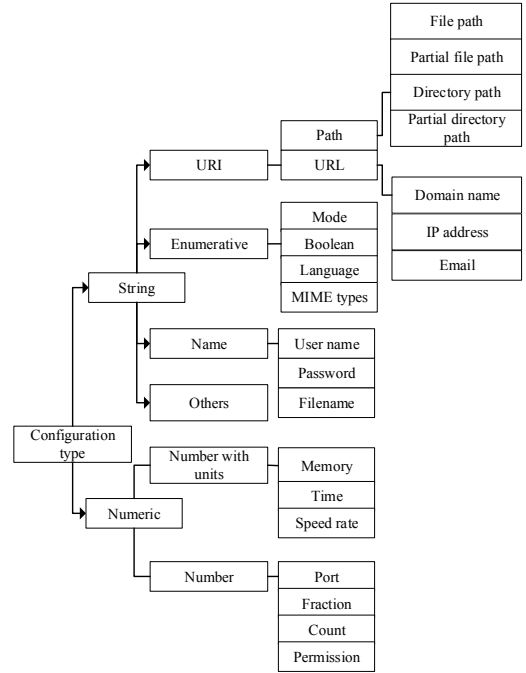 File path
Partial file path
Directory path
Partial directory
path
Path
URL
URI
Domain name
IP address
Email
Mode
Boolean
Language
MIME types
Enumerative
String
Name
User name
Password
Filename
Others
Configuration
type
Number with
units
Memory
Time
Speed rate
Numeric
Number
Port
Fraction
Count
Permission